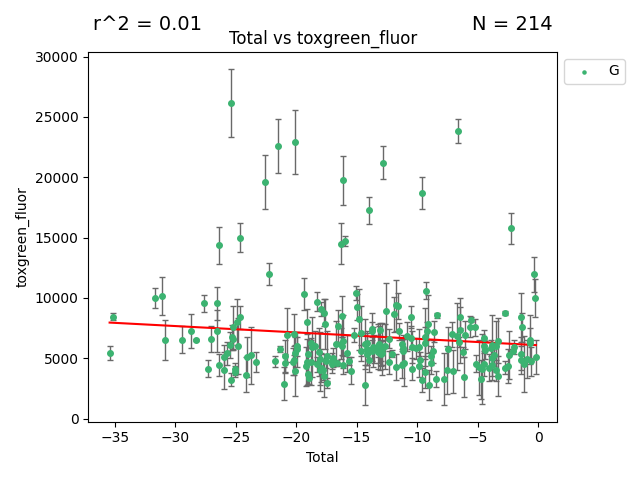 r^2 = 0.01
N = 214
Total vs toxgreen_fluor
G
30000
25000
20000
15000
10000
5000
0
toxgreen_fluor
−35 −30 −25 −20 −15 −10 −5 0
Total